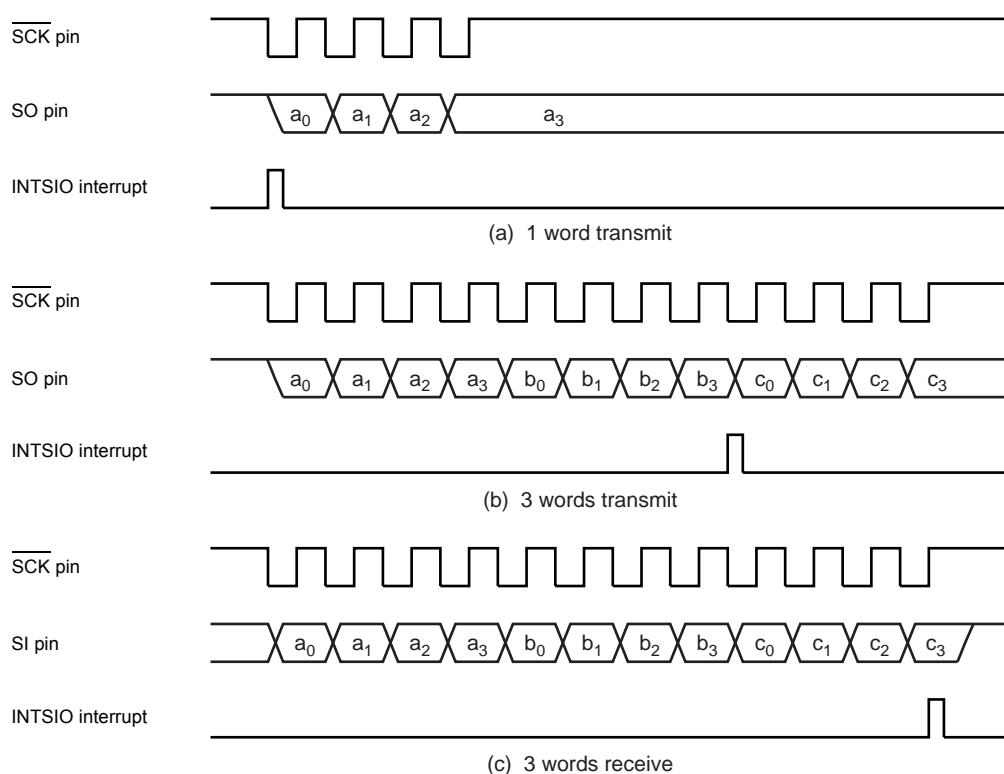 SCK pin
SO pin
a0 a1 a2 a3
INTSIO interrupt
(a) 1 word transmit
SCK pin
SO pin
a0 a1 a2 a3 b0 b1 b2 b3 c0 c1 c2 c3
INTSIO interrupt
(b) 3 words transmit
SCK pin
SI pin
a0 a1 a2 a3 b0 b1 b2 b3 c0 c1 c2 c3
INTSIO interrupt
(c) 3 words receive